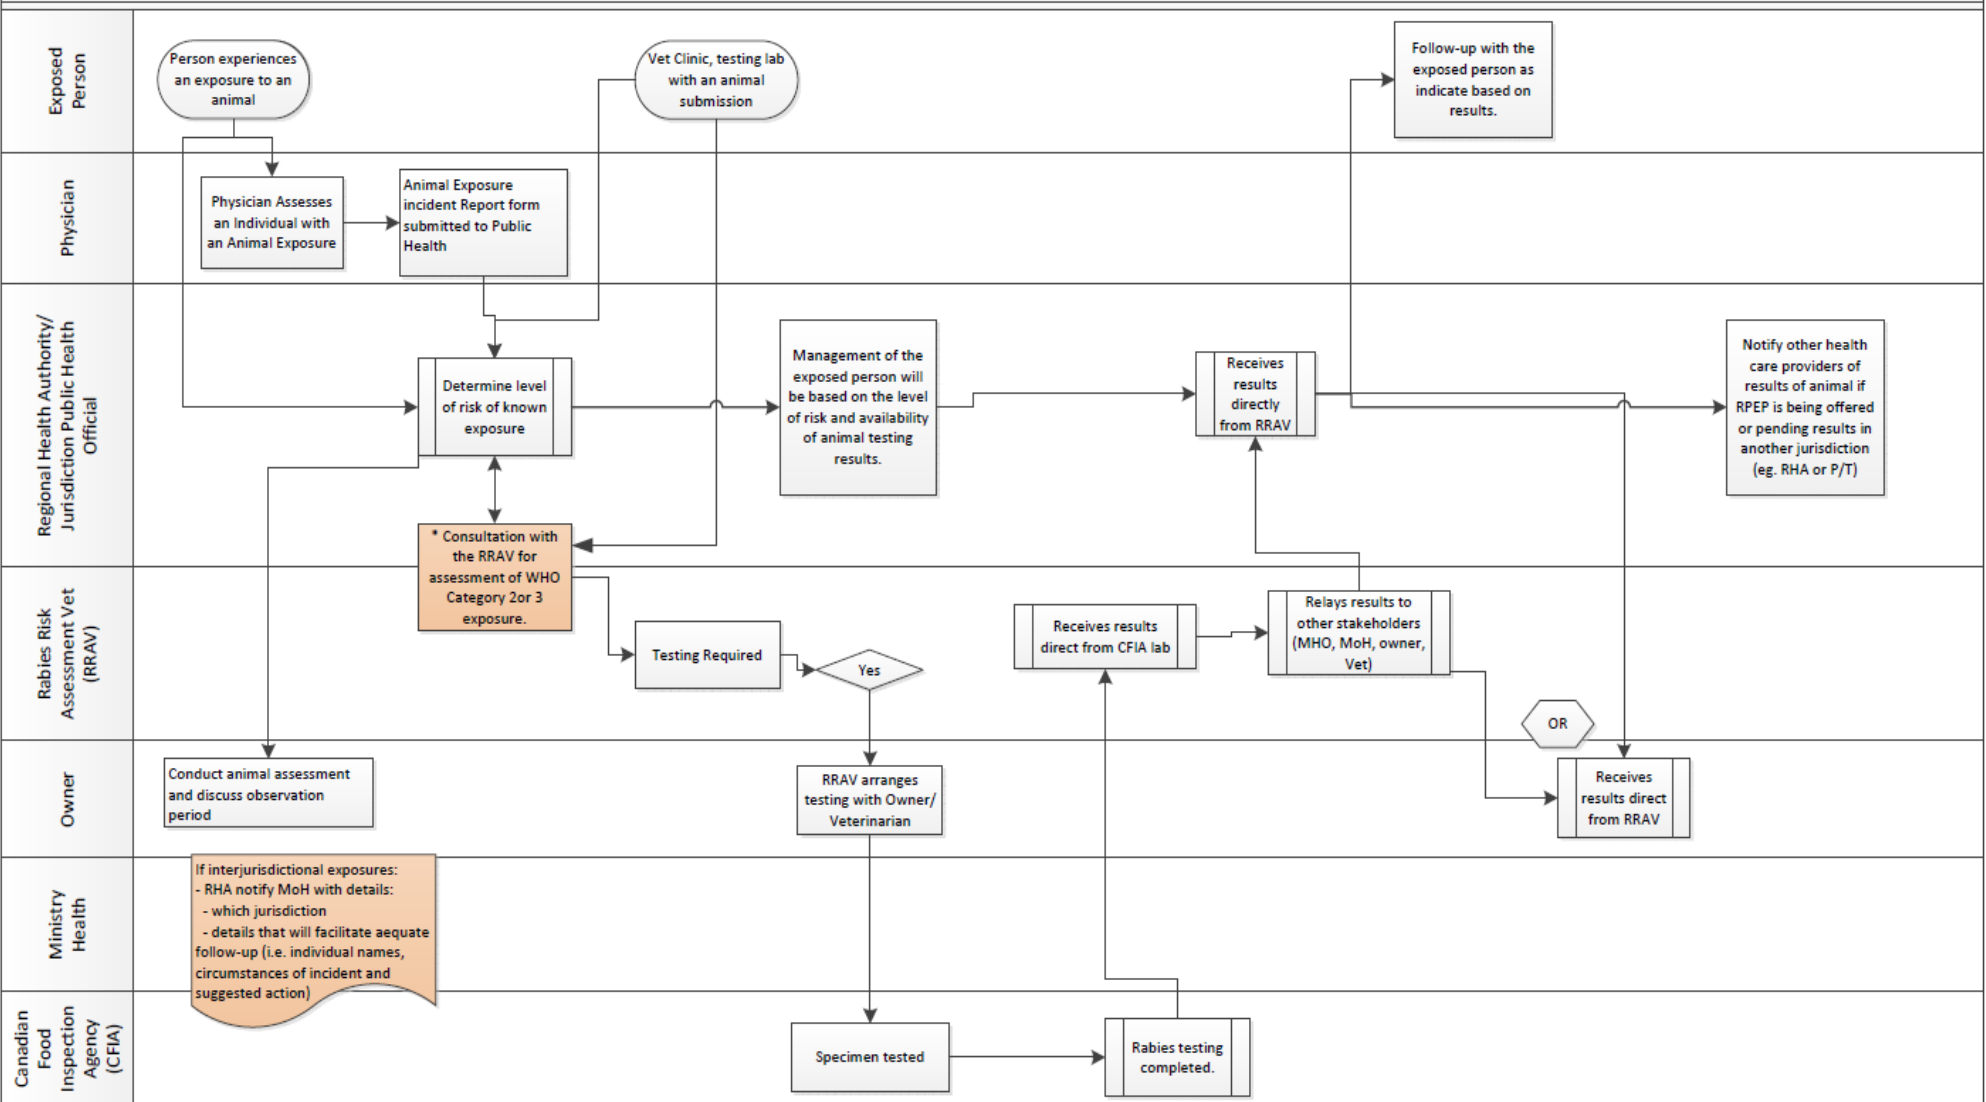 Exposed
Person
Person experiences
an exposure to an
animal
Vet Clinic, testing lab
with an animal
submission
Follow-up with the
exposed person as
indicate based on
results.
Physician
Physician Assesses
an Individual with
an Animal Exposure
Animal Exposure
incident Report form
submitted to Public
Health
Regional Health Authority/
Jurisdiction Public Health
Official
Determine level
of risk of known
exposure
Management of the
exposed person will
be based on the level
of risk and availability
of animal testing
results.
Receives
results
directly
from RRAV
Notify other health
care providers of
results of animal if
RPEP is being offered
or pending results in
another jurisdiction
(eg. RHA or P/T)
* Consultation with
the RRAV for
assessment of WHO
Category 2or 3
exposure.
Rabies Risk
Assessment Vet
(RRAV)
Testing Required
Yes
Receives results
direct from CFIA lab
Relays results to
other stakeholders
(MHO, MoH, owner,
Vet)
OR
Owner
Conduct animal assessment
and discuss observation
period
RRAV arranges
testing with Owner/
Veterinarian
Receives
results direct
from RRAV
Ministry
Health
If interjurisdictional exposures:
- RHA notify MoH with details:
- which jurisdiction
- details that will facilitate aequate
follow-up (i.e. individual names,
circumstances of incident and
suggested action)
Canadian
Food
Inspection
Agency
(CFIA)
Specimen tested
Rabies testing
completed.